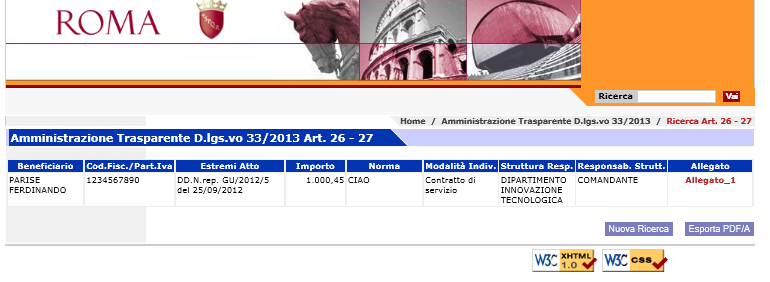 ROMA
Ricerca Vai
Home / Amministrazione Trasparente D.lgs.vo 33/2013 / Ricerca Art. 26 - 27
Amministrazione Trasparente D.lgs.vo 33/2013 Art. 26 - 27
Beneficiario Cod.Fisc./Part.Iva Estremi Atto Importo Norma Modalità Indiv. Struttura Resp. Responsab. Strutt. Allegato
PARISE 1234567890 DD.N.rep. GU/2012/5 1.000,45 CIAO Contratto di DIPARTIMENTO COMANDANTE Allegato_1
FERDINANDO del 25/09/2012 servizio INNOVAZIONE
TECNOLOGICA
Nuova Ricerca Esporta PDF/A
W3C XHTML 1.0 W3C CSS